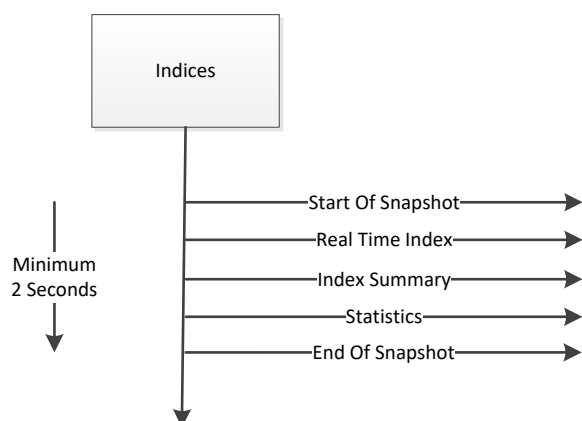 Indices
Start Of Snapshot
Real Time Index
Minimum
2 Seconds
Index Summary
Statistics
End Of Snapshot